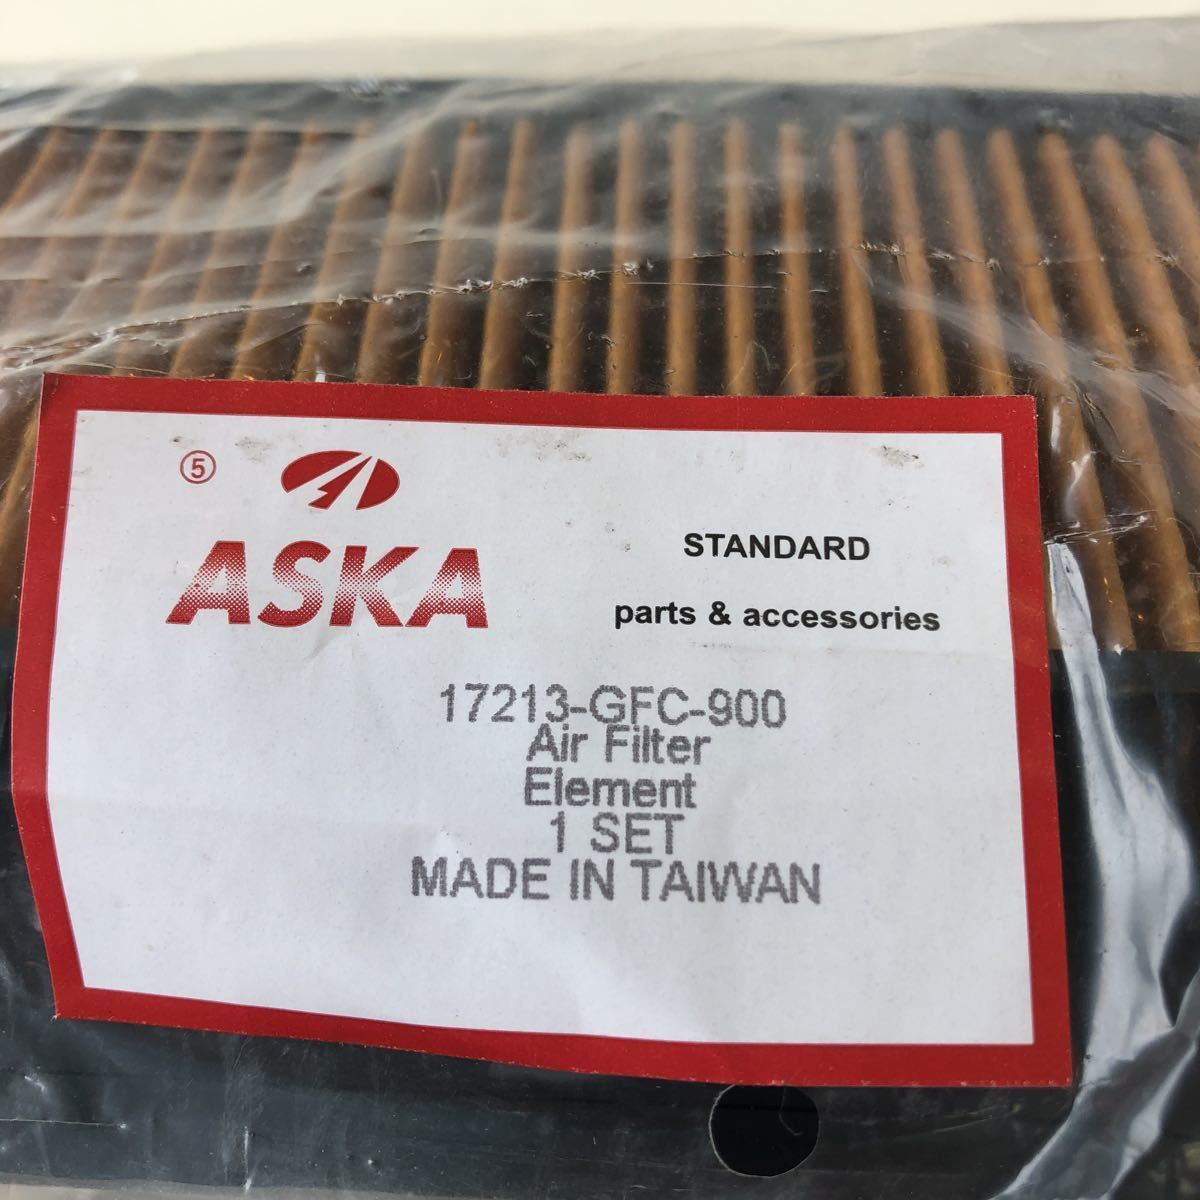 ⑤
ASKA
STANDARD
parts & accessories
17213-GFC-900
Air Filter
Element
1 SET
MADE IN TAIWAN